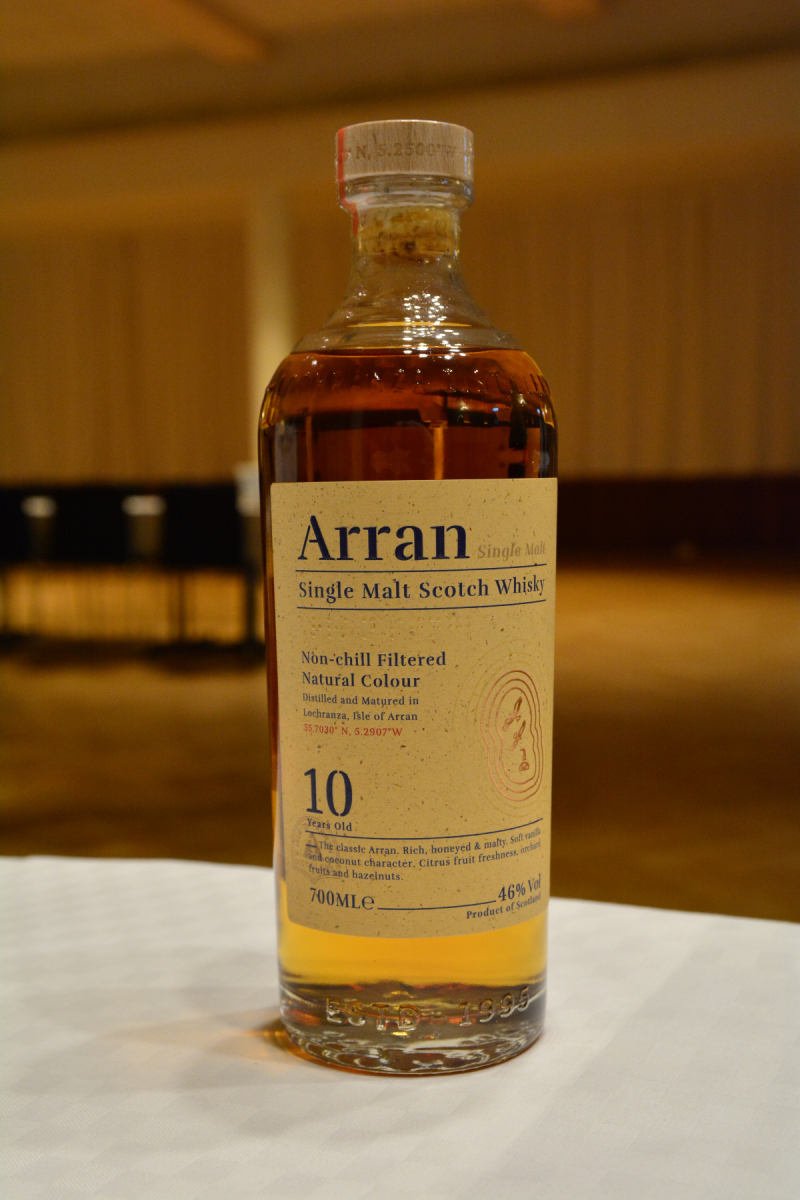 N, 5.2500°W
Arran Single Malt
Single Malt Scotch Whisky
Non-chill Filtered
Natural Colour
Distilled and Matured in
Lochranza, Isle of Arran
55.7030° N, 5.2907°W
10
Years Old
The classic Arran. Rich, honeyed & malty. Soft vanilla
and coconut character. Citrus fruit freshness, orchard
fruits and hazelnuts.
700ML℮ 46% Vol
Product of Scotland
ESTD. 1995